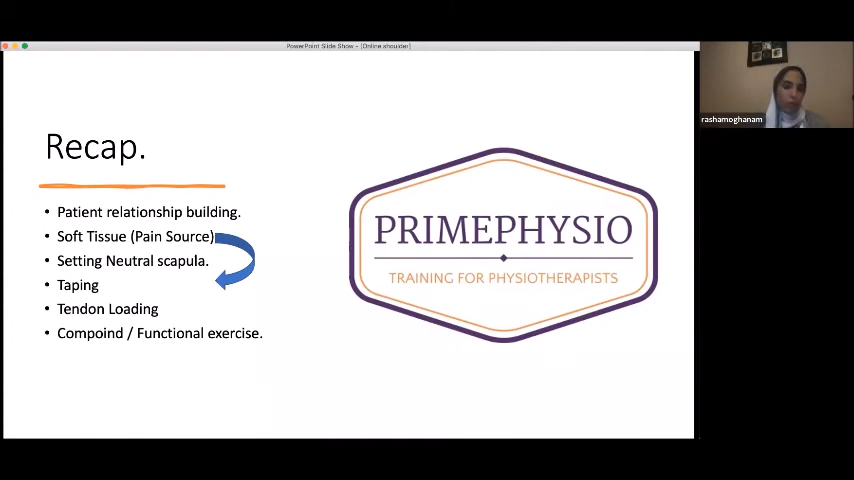 PowerPoint Slide Show - [Online shoulder]
rashamoghanam
Recap.
• Patient relationship building.
• Soft Tissue (Pain Source)
• Setting Neutral scapula.
• Taping
• Tendon Loading
• Compoind / Functional exercise.
PRIMEPHYSIO
TRAINING FOR PHYSIOTHERAPISTS